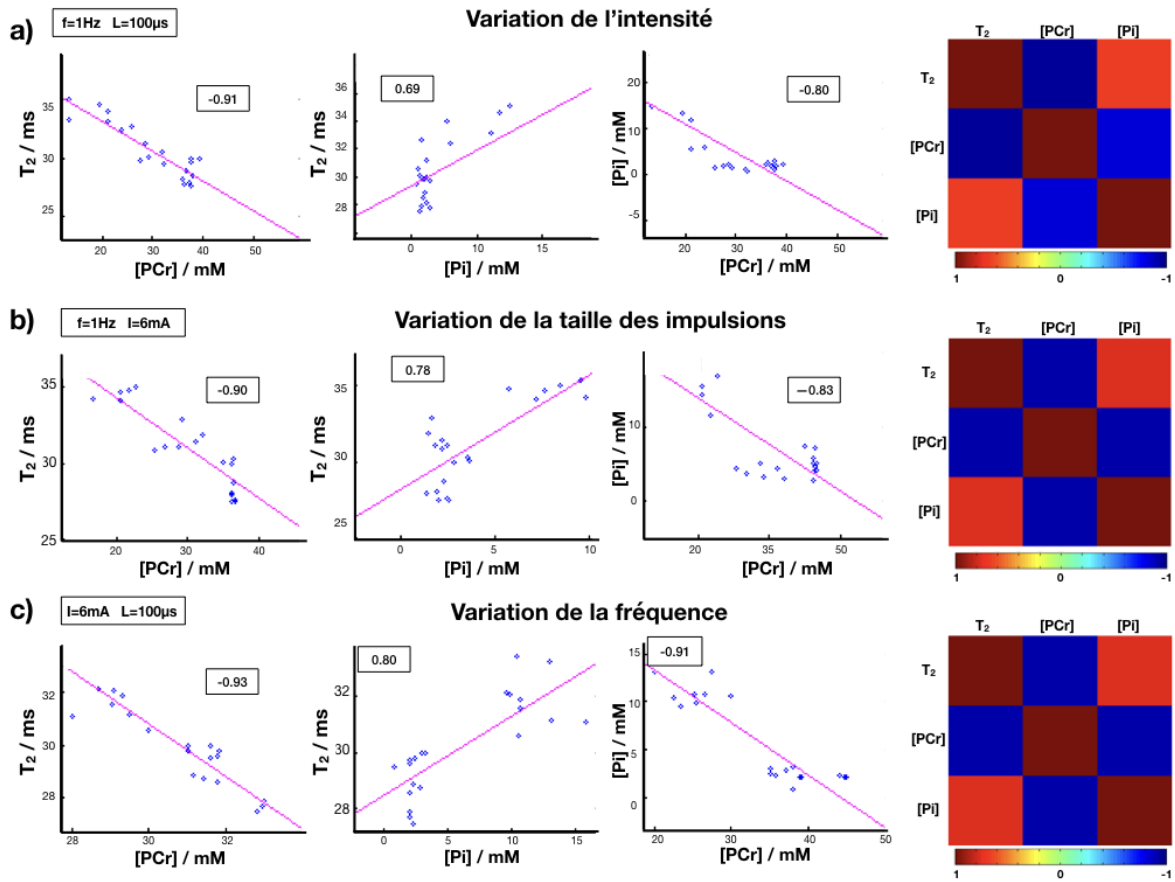 a)
f=1Hz L=100µs
Variation de l'intensité
T₂ / ms
35
30
25
-0.91
20 30 40 50
[PCr] / mM
T₂ / ms
36
34
32
30
28
0.69
0 15
[Pi] / mM
[Pi] / mM
20
15
10
5
0
-5
-0.80
20 30 40 50
[PCr] / mM
T₂ [PCr] [Pi]
T₂
[PCr]
[Pi]
1 0 -1
b)
f=1Hz I=6mA
Variation de la taille des impulsions
T₂ / ms
35
30
25
-0.90
20 30 40
[PCr] / mM
T₂ / ms
35
30
25
0.78
0 5 10
[Pi] / mM
[Pi] / mM
10
0
—0.83
25 35 50
[PCr] / mM
T₂ [PCr] [Pi]
T₂
[PCr]
[Pi]
1 0 -1
c)
I=6mA L=100µs
Variation de la fréquence
T₂ / ms
32
30
28
-0.93
28 30 32
[PCr] / mM
T₂ / ms
32
30
28
0.80
0 5 10 15
[Pi] / mM
[Pi] / mM
15
10
5
0
-0.91
20 30 40 50
[PCr] / mM
T₂ [PCr] [Pi]
T₂
[PCr]
[Pi]
1 0 -1